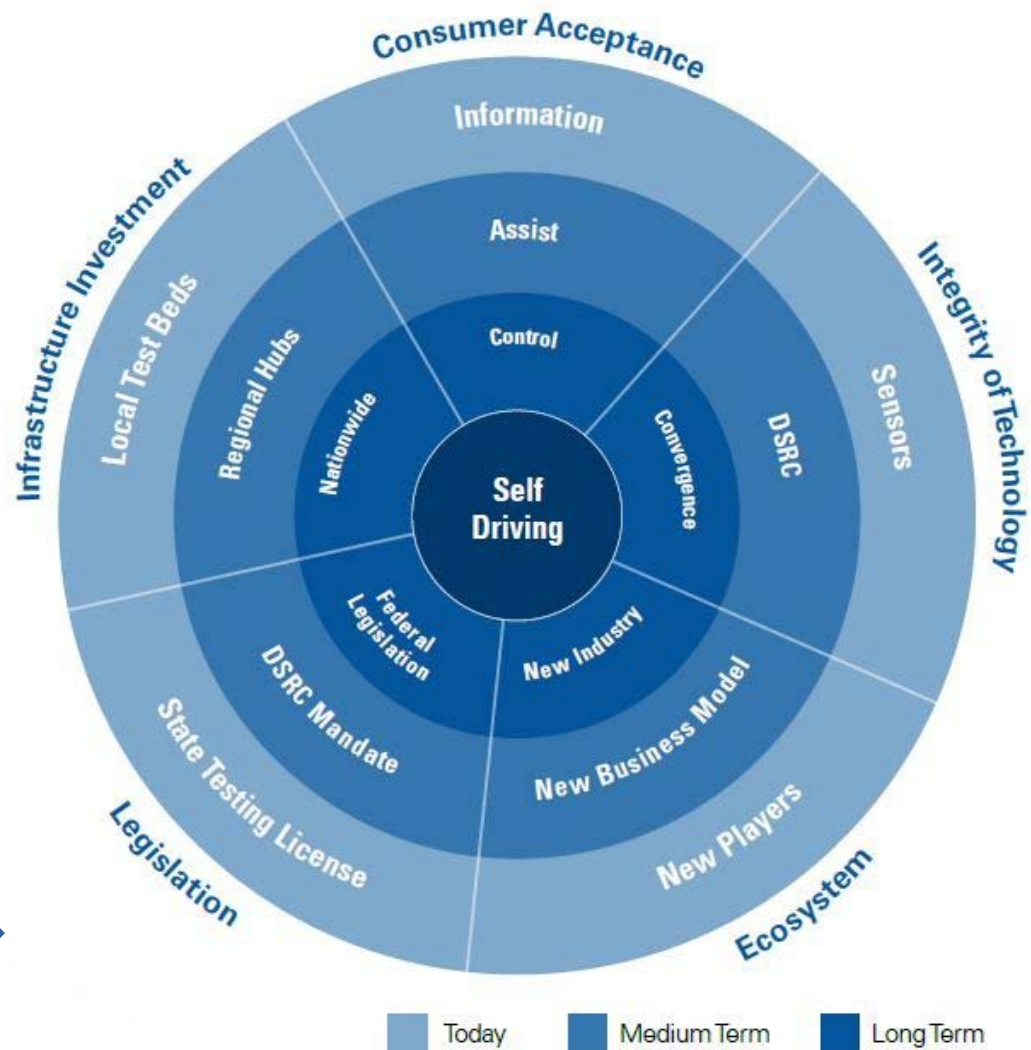 Consumer Acceptance
Information
Assist
Control
Integrity of Technology
Sensors
DSRC
Convergence
Ecosystem
New Players
New Business Model
New Industry
Legislation
State Testing License
DSRC Mandate
Federal
Legislation
Infrastructure Investment
Local Test Beds
Regional Hubs
Nationwide
Self
Driving
Today
Medium Term
Long Term